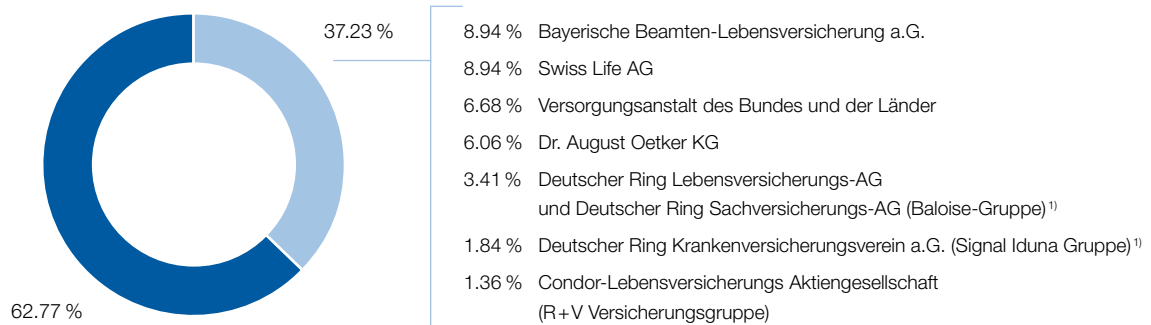 37.23 %
8.94 % Bayerische Beamten-Lebensversicherung a.G.
8.94 % Swiss Life AG
6.68 % Versorgungsanstalt des Bundes und der Länder
6.06 % Dr. August Oetker KG
3.41 % Deutscher Ring Lebensversicherungs-AG
und Deutscher Ring Sachversicherungs-AG (Baloise-Gruppe) 1)
1.84 % Deutscher Ring Krankenversicherungsverein a.G. (Signal Iduna Gruppe) 1)
1.36 % Condor-Lebensversicherungs Aktiengesellschaft
(R+V Versicherungsgruppe)
62.77 %